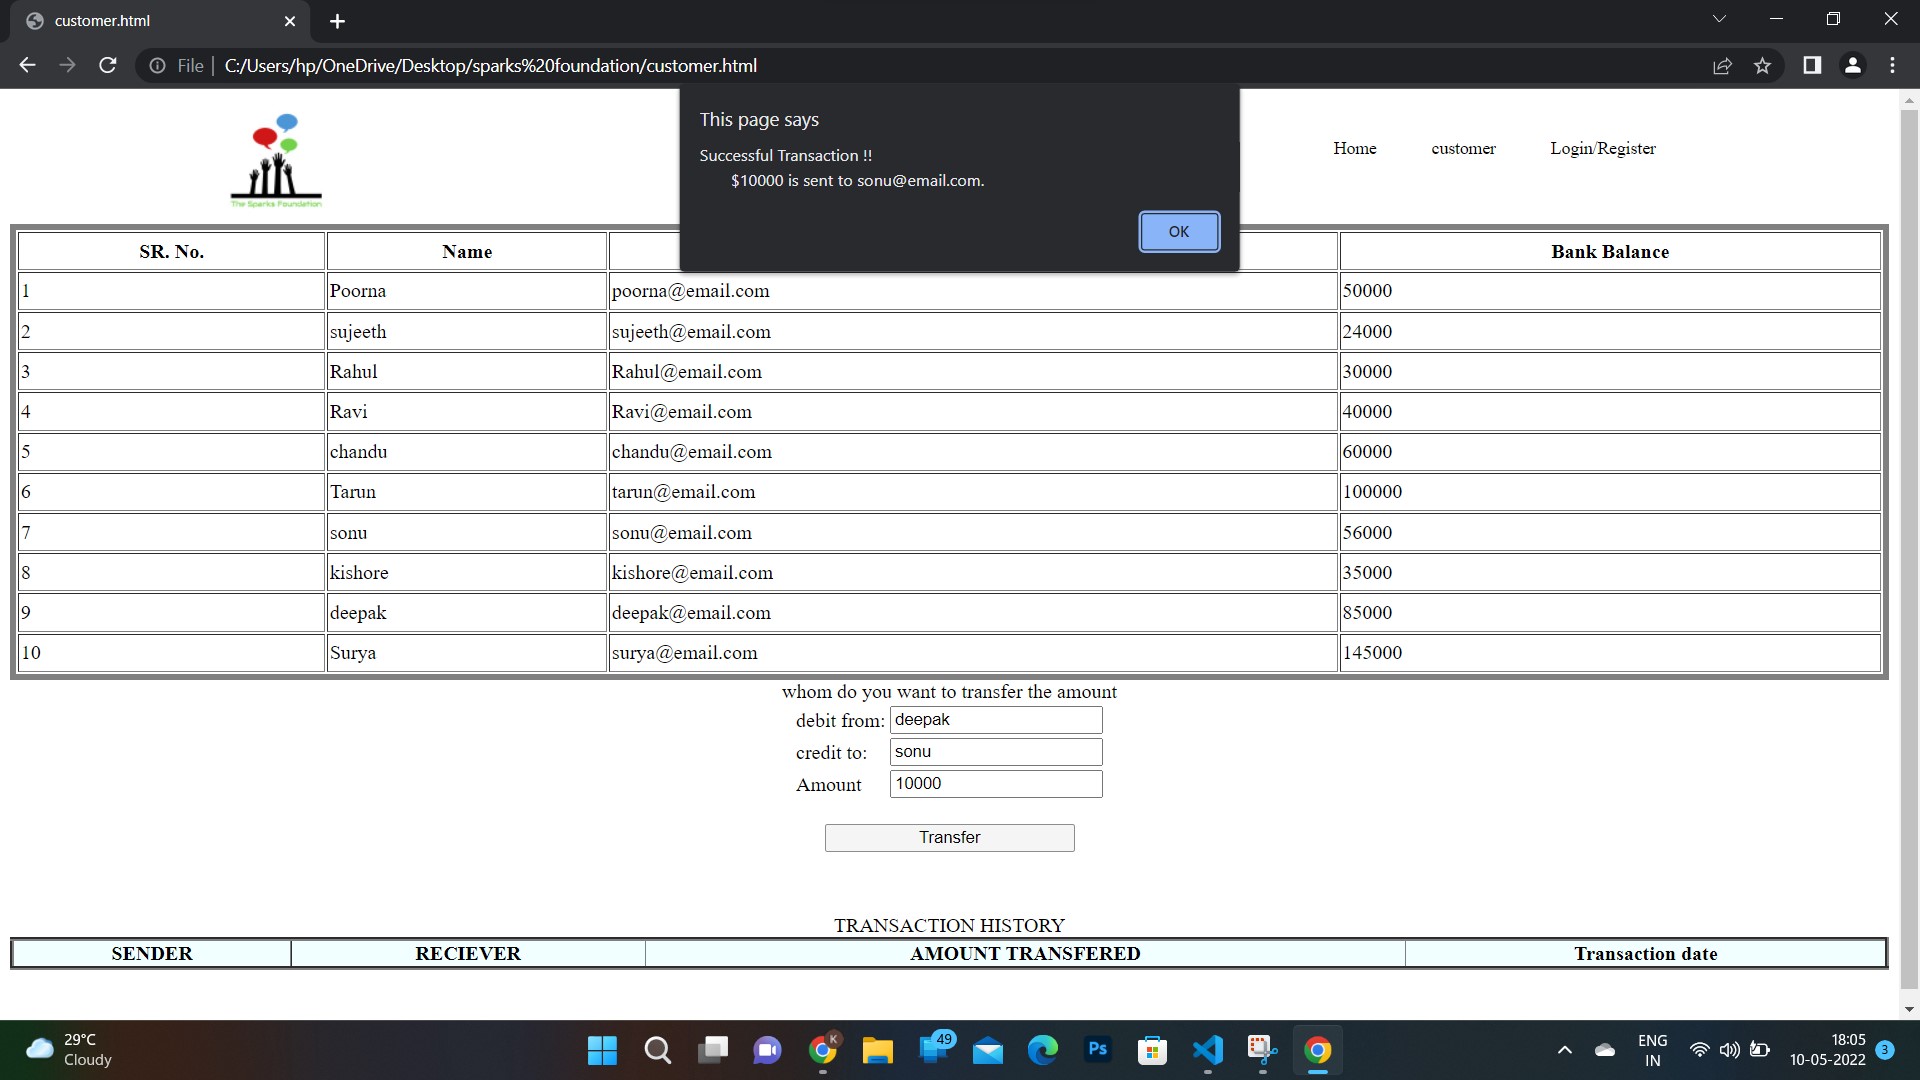 customer.html
File C:/Users/hp/OneDrive/Desktop/sparks%20foundation/customer.html
This page says
Successful Transaction !!
$10000 is sent to sonu@email.com.
OK
The Sparks Foundation
Home customer Login/Register
SR. No. Name Bank Balance
1 Poorna poorna@email.com 50000
2 sujeeth sujeeth@email.com 24000
3 Rahul Rahul@email.com 30000
4 Ravi Ravi@email.com 40000
5 chandu chandu@email.com 60000
6 Tarun tarun@email.com 100000
7 sonu sonu@email.com 56000
8 kishore kishore@email.com 35000
9 deepak deepak@email.com 85000
10 Surya surya@email.com 145000
whom do you want to transfer the amount
debit from: deepak
credit to: sonu
Amount 10000
Transfer
TRANSACTION HISTORY
SENDER RECIEVER AMOUNT TRANSFERED Transaction date
29°C
Cloudy
K
49
Ps
ENG
IN
18:05
10-05-2022
3